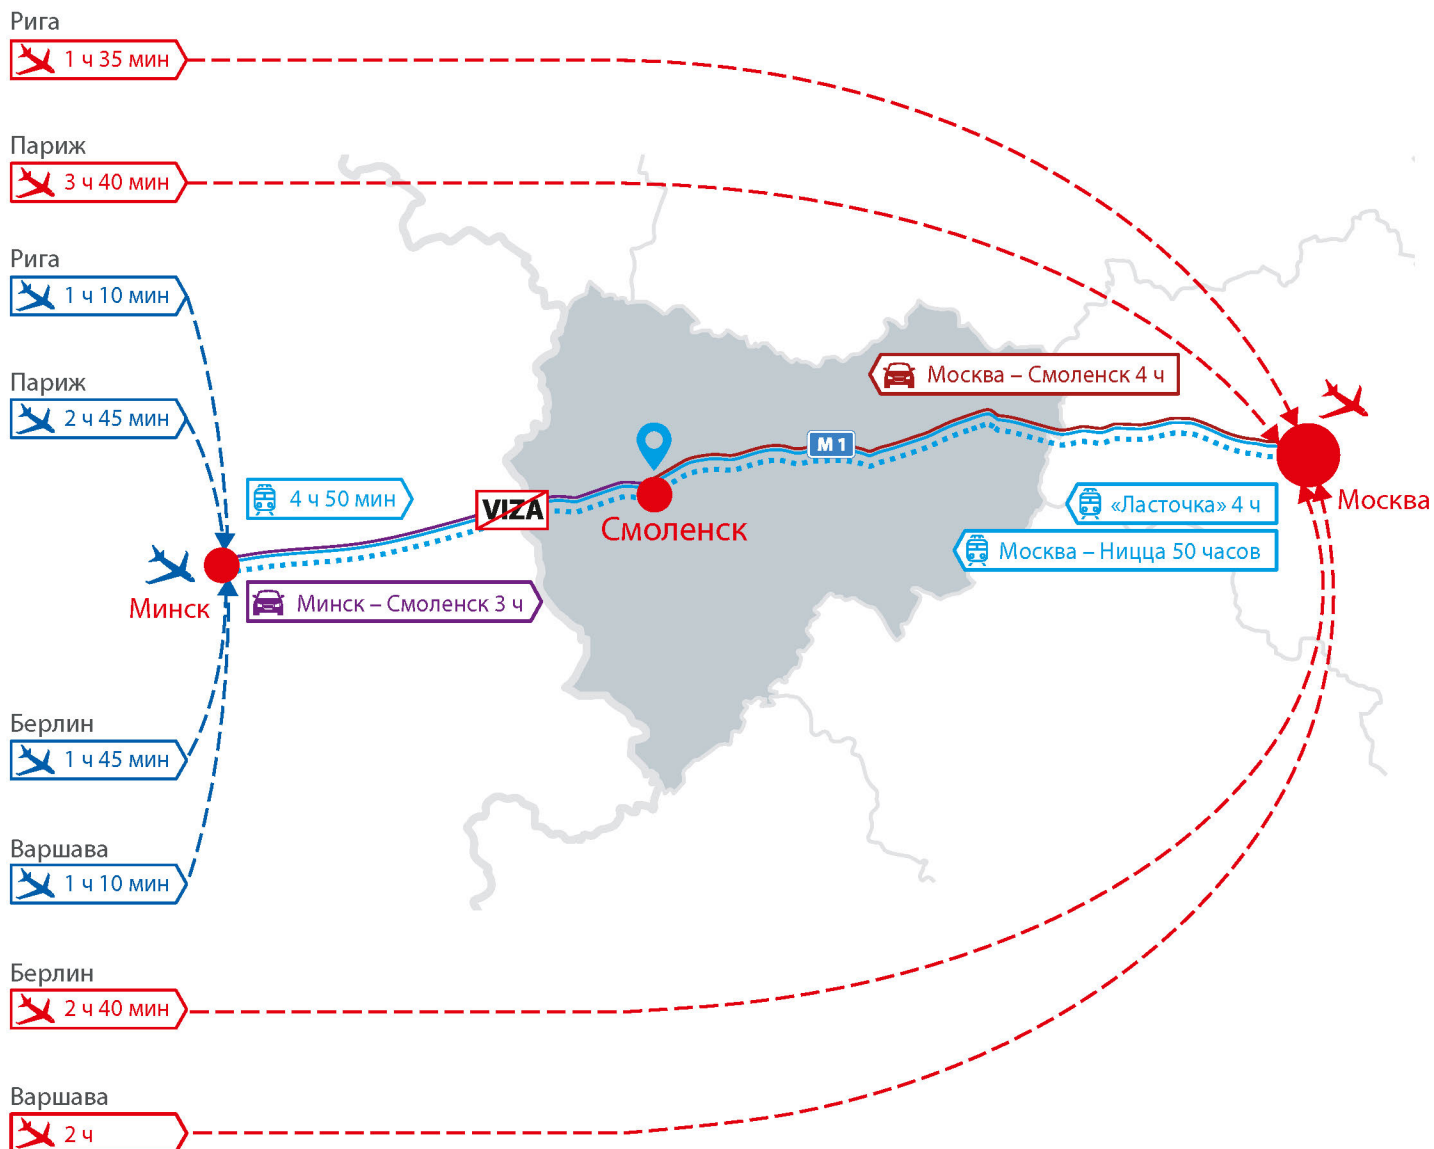 Рига
1 ч 35 мин
Париж
3 ч 40 мин
Рига
1 ч 10 мин
Париж
2 ч 45 мин
Москва – Смоленск 4 ч
M 1
4 ч 50 мин
VIZA
Смоленск
«Ласточка» 4 ч
Москва
Москва – Ницца 50 часов
Минск
Минск – Смоленск 3 ч
Берлин
1 ч 45 мин
Варшава
1 ч 10 мин
Берлин
2 ч 40 мин
Варшава
2 ч